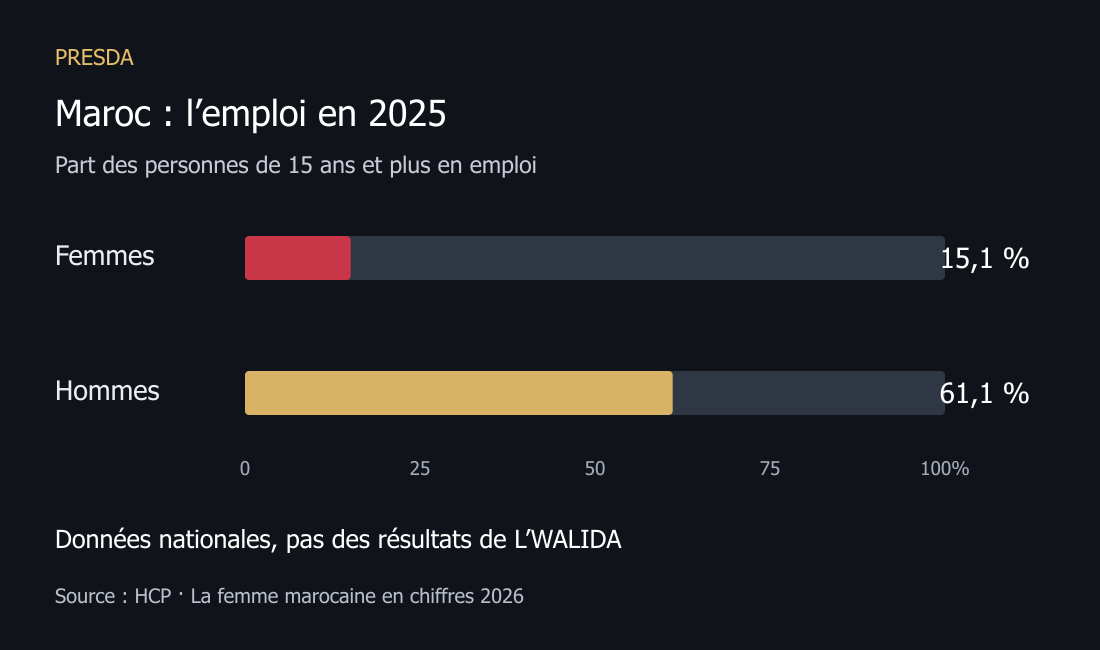 PRESDA
Maroc : l’emploi en 2025
Part des personnes de 15 ans et plus en emploi
Femmes 15,1 %
Hommes 61,1 %
0 25 50 75 100%
Données nationales, pas des résultats de L’WALIDA
Source : HCP · La femme marocaine en chiffres 2026